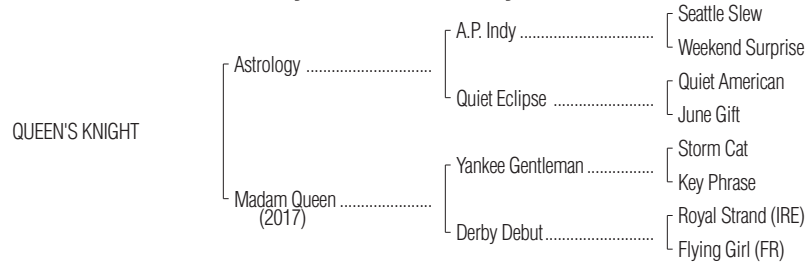 Seattle Slew
A.P. Indy ................................
Weekend Surprise
Astrology ..............................
Quiet American
Quiet Eclipse ........................
June Gift
QUEEN'S KNIGHT
Storm Cat
Yankee Gentleman ................
Key Phrase
Madam Queen ......................
(2017)
Royal Strand (IRE)
Derby Debut..........................
Flying Girl (FR)